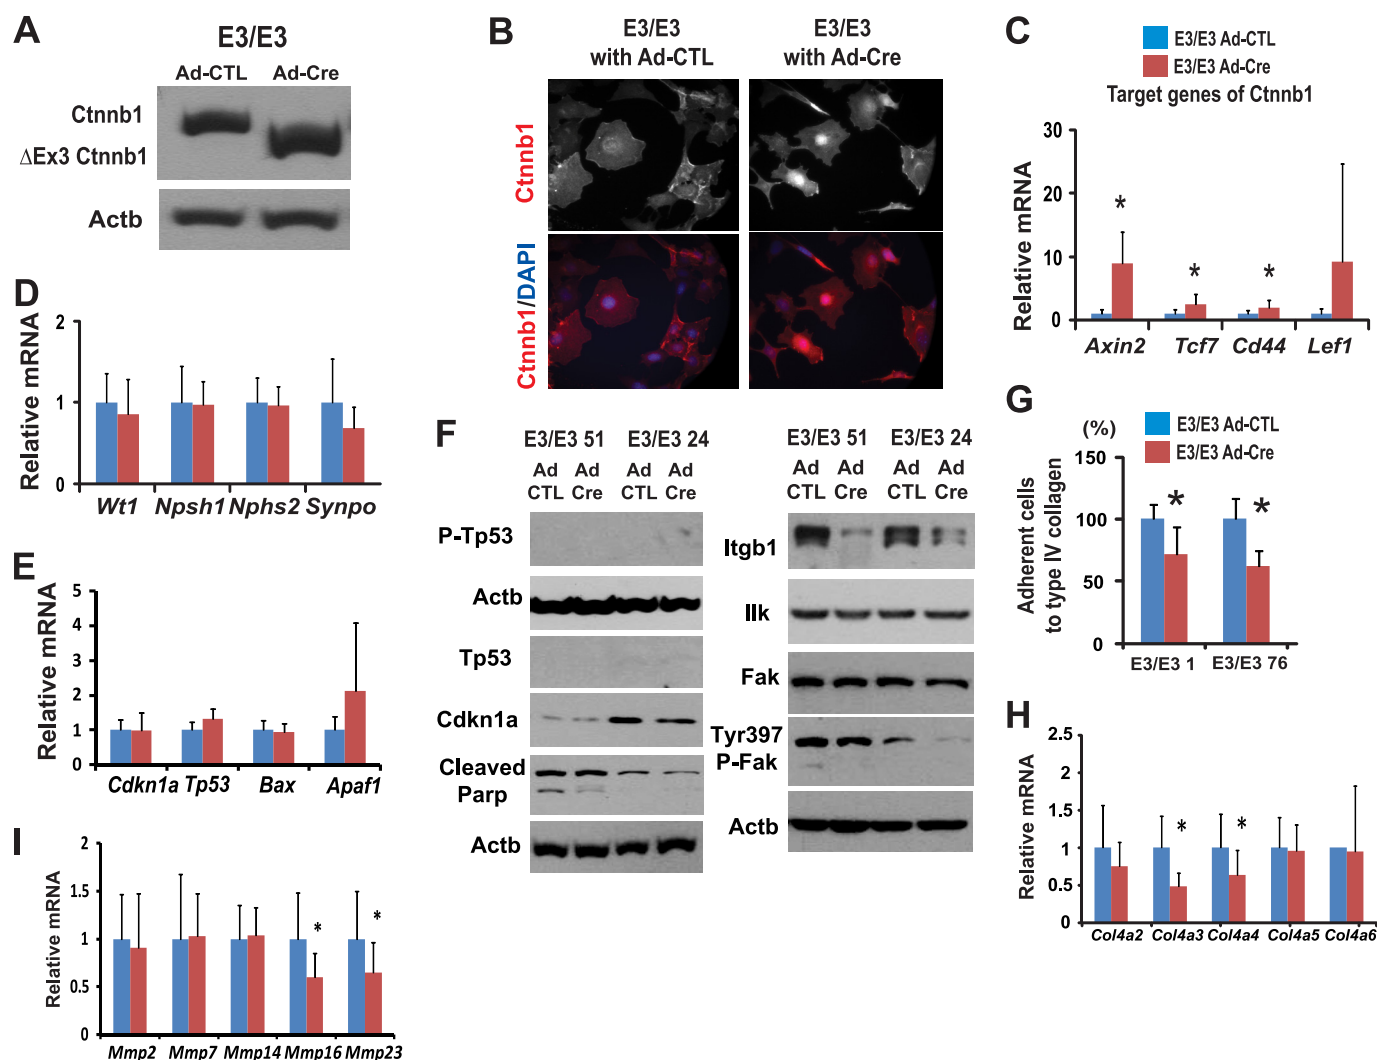 A
E3/E3
Ad-CTL Ad-Cre
Ctnnb1
ΔEx3 Ctnnb1
Actb
B
E3/E3
with Ad-CTL
E3/E3
with Ad-Cre
Ctnnb1
Ctnnb1/DAPI
C
E3/E3 Ad-CTL
E3/E3 Ad-Cre
Target genes of Ctnnb1
Relative mRNA
30
20
10
0
Axin2 Tcf7 Cd44 Lef1
* * *
D
Relative mRNA
2
1
0
Wt1 Npsh1 Nphs2 Synpo
E
Relative mRNA
5
4
3
2
1
0
Cdkn1a Tp53 Bax Apaf1
F
E3/E3 51 E3/E3 24
Ad Ad Ad Ad
CTL Cre CTL Cre
P-Tp53
Actb
Tp53
Cdkn1a
Cleaved
Parp
Actb
E3/E3 51 E3/E3 24
Ad Ad Ad Ad
CTL Cre CTL Cre
Itgb1
Ilk
Fak
Tyr397
P-Fak
Actb
G
(%)
E3/E3 Ad-CTL
E3/E3 Ad-Cre
Adherent cells
to type IV collagen
150
100
50
0
* *
E3/E3 1 E3/E3 76
H
Relative mRNA
2.5
2
1.5
1
0.5
0
* *
Col4a2 Col4a3 Col4a4 Col4a5 Col4a6
I
Relative mRNA
2
1.5
1
0.5
0
* *
Mmp2 Mmp7 Mmp14 Mmp16 Mmp23